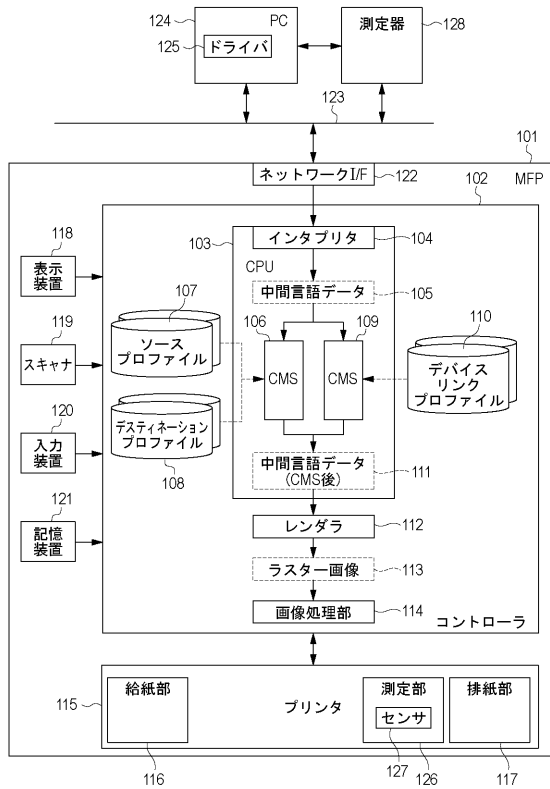 124
PC
125
ドライバ
測定器
128
123
101
MFP
ネットワークI/F
122
102
103
インタプリタ
104
CPU
118
表示
装置
中間言語データ
105
107
ソース
プロファイル
106
CMS
109
CMS
110
デバイス
リンク
プロファイル
119
スキャナ
デスティネーション
プロファイル
108
120
入力
装置
中間言語データ
(CMS後)
111
121
記憶
装置
レンダラ
112
ラスター画像
113
画像処理部
114
コントローラ
115
給紙部
プリンタ
測定部
センサ
排紙部
116
127
126
117